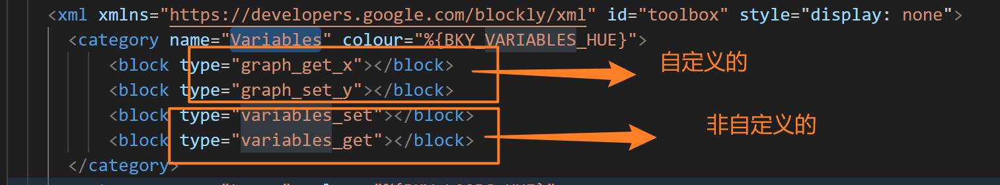 <xml xmlns="https://developers.google.com/blockly/xml" id="toolbox" style="display: none">
<category name="Variables" colour="%{BKY_VARIABLES_HUE}">
<block type="graph_get_x"></block>
自定义的
<block type="graph_set_y"></block>
<block type="variables_set"></block>
非自定义的
<block type="variables_get"></block>
</category>